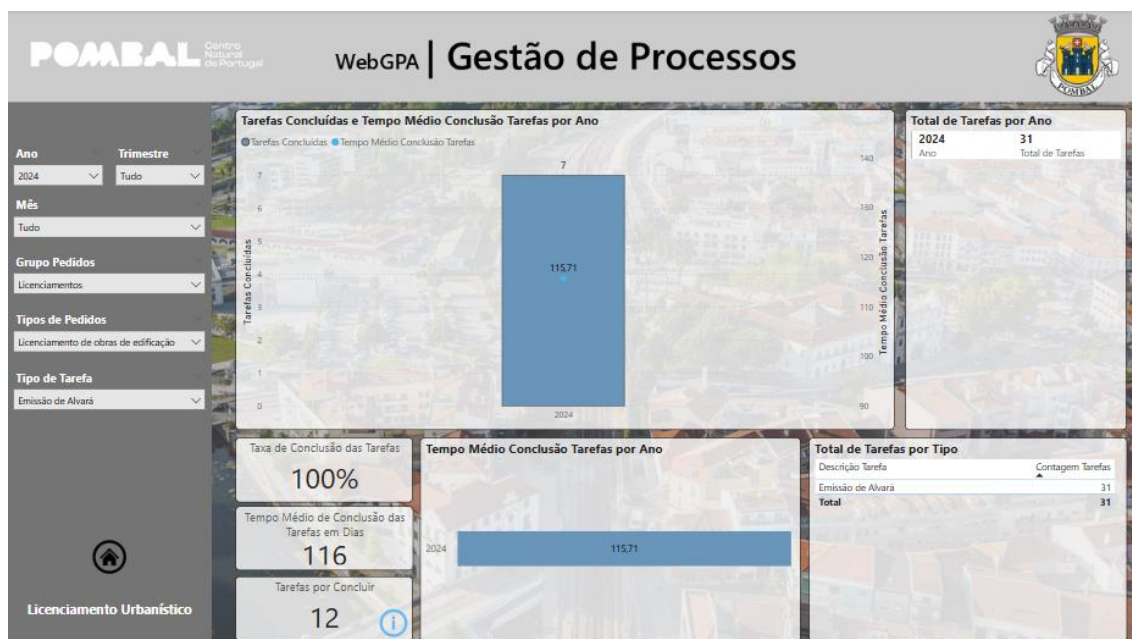 POMBAL Centro Natural de Portugal
WebGPA | Gestão de Processos
POMBAL
Ano Trimestre
2024 Tudo
Mês
Tudo
Grupo Pedidos
Licenciamentos
Tipos de Pedidos
Licenciamento de obras de edificação
Tipo de Tarefa
Emissão de Alvará
Licenciamento Urbanístico
Tarefas Concluídas e Tempo Médio Conclusão Tarefas por Ano
Tarefas Concluídas Tempo Médio Conclusão Tarefas
7
Tarefas Concluídas
7
6
5
4
3
2
1
0
115,71
2024
140
130
120
110
100
90
Tempo Médio Conclusão Tarefas
Total de Tarefas por Ano
2024 31
Ano Total de Tarefas
Taxa de Conclusão das Tarefas
100%
Tempo Médio de Conclusão das
Tarefas em Dias
116
Tarefas por Concluir
12
i
Tempo Médio Conclusão Tarefas por Ano
2024 115,71
Total de Tarefas por Tipo
Descrição Tarefa Contagem Tarefas
Emissão de Alvará 31
Total 31